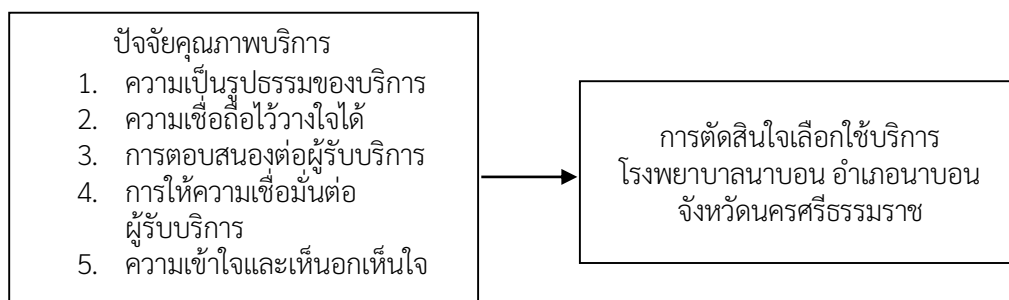 ปัจจัยคุณภาพบริการ
1. ความเป็นรูปธรรมของบริการ
2. ความเชื่อถือไว้วางใจได้
3. การตอบสนองต่อผู้รับบริการ
4. การให้ความเชื่อมั่นต่อ
ผู้รับบริการ
5. ความเข้าใจและเห็นอกเห็นใจ
การตัดสินใจเลือกใช้บริการ
โรงพยาบาลนาบอน อำเภอนาบอน
จังหวัดนครศรีธรรมราช